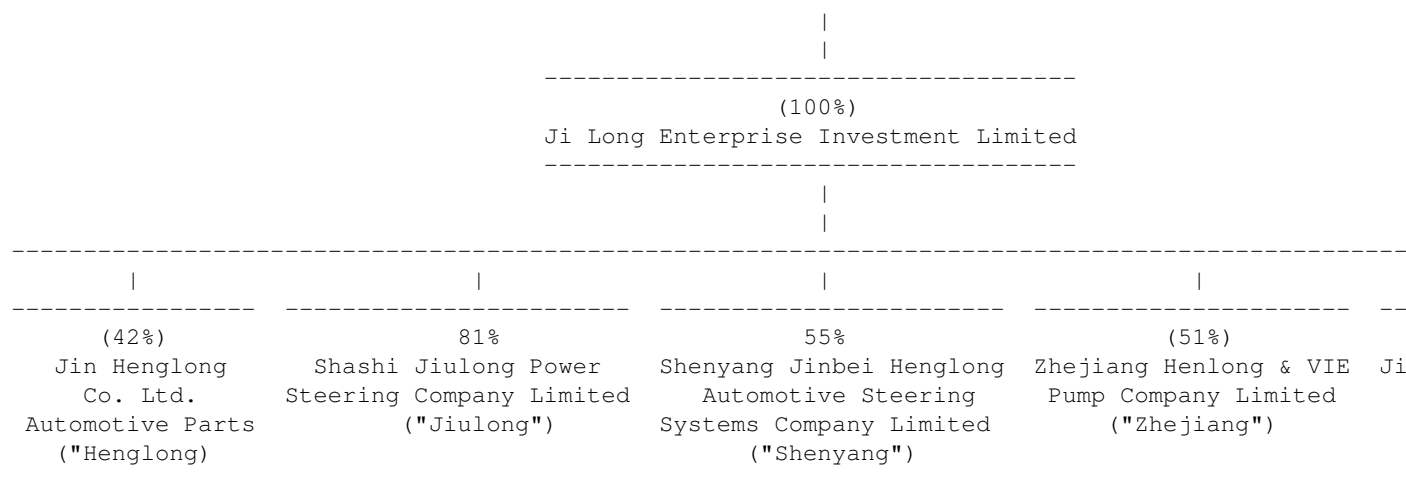 (100%)
Ji Long Enterprise Investment Limited
(42%) 81% 55% (51%)
Jin Henglong Shashi Jiulong Power Shenyang Jinbei Henglong Zhejiang Henlong & VIE Ji
Co. Ltd. Steering Company Limited Automotive Steering Pump Company Limited
Automotive Parts ("Jiulong") Systems Company Limited ("Zhejiang")
("Henglong) ("Shenyang")